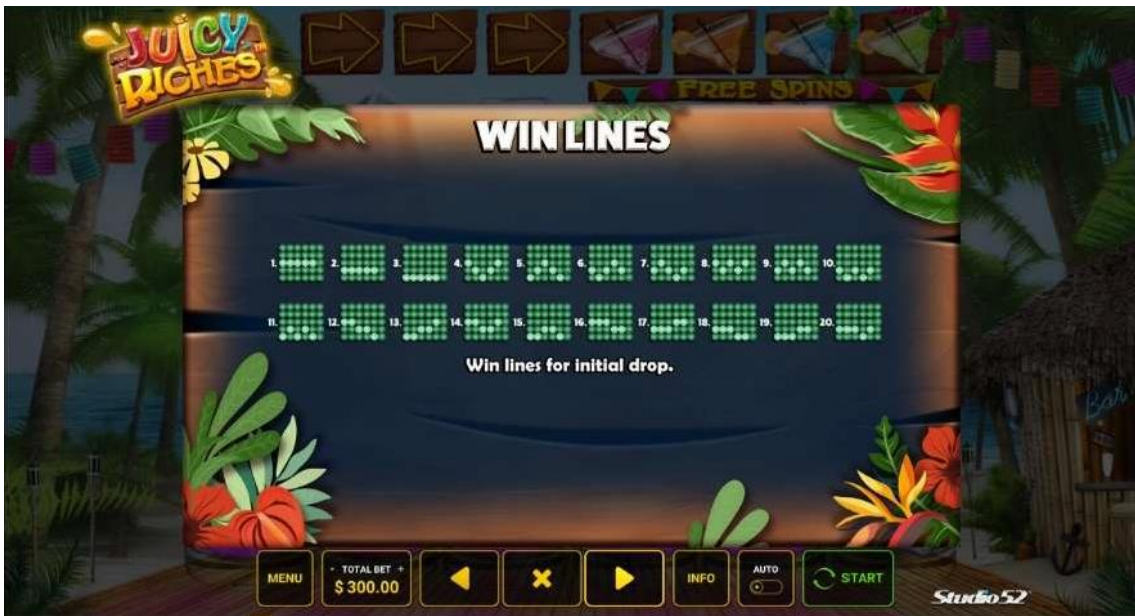 JUICY
RICHES
FREE SPINS
WIN LINES
1. 2. 3. 4. 5. 6. 7. 8. 9. 10.
11. 12. 13. 14. 15. 16. 17. 18. 19. 20.
Win lines for initial drop.
Bar
MENU
- TOTAL BET +
$300.00
INFO
AUTO
START
Studio52